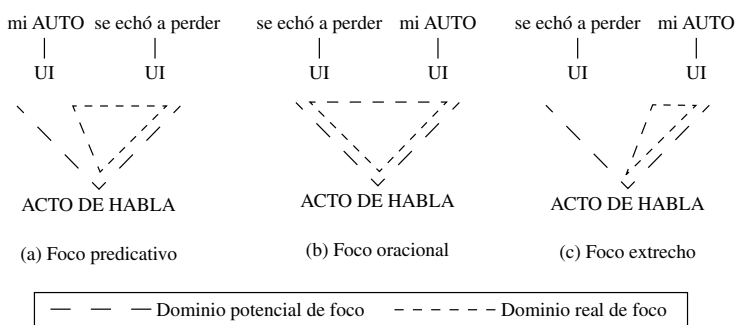 mi AUTO se echó a perder se echó a perder mi AUTO se echó a perder mi AUTO
UI UI UI UI UI UI
ACTO DE HABLA ACTO DE HABLA ACTO DE HABLA
(a) Foco predicativo (b) Foco oracional (c) Foco extrecho
Dominio potencial de foco Dominio real de foco